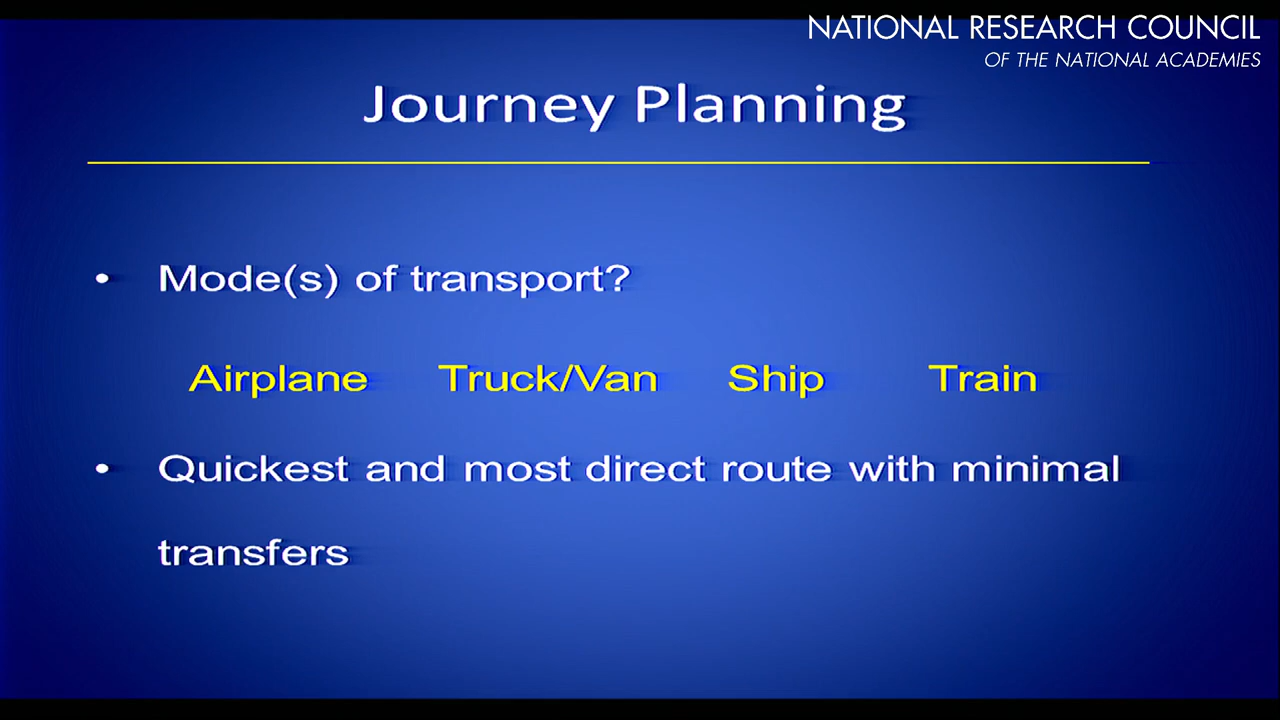 NATIONAL RESEARCH COUNCIL
OF THE NATIONAL ACADEMIES
Journey Planning
• Mode(s) of transport?
Airplane Truck/Van Ship Train
• Quickest and most direct route with minimal
transfers